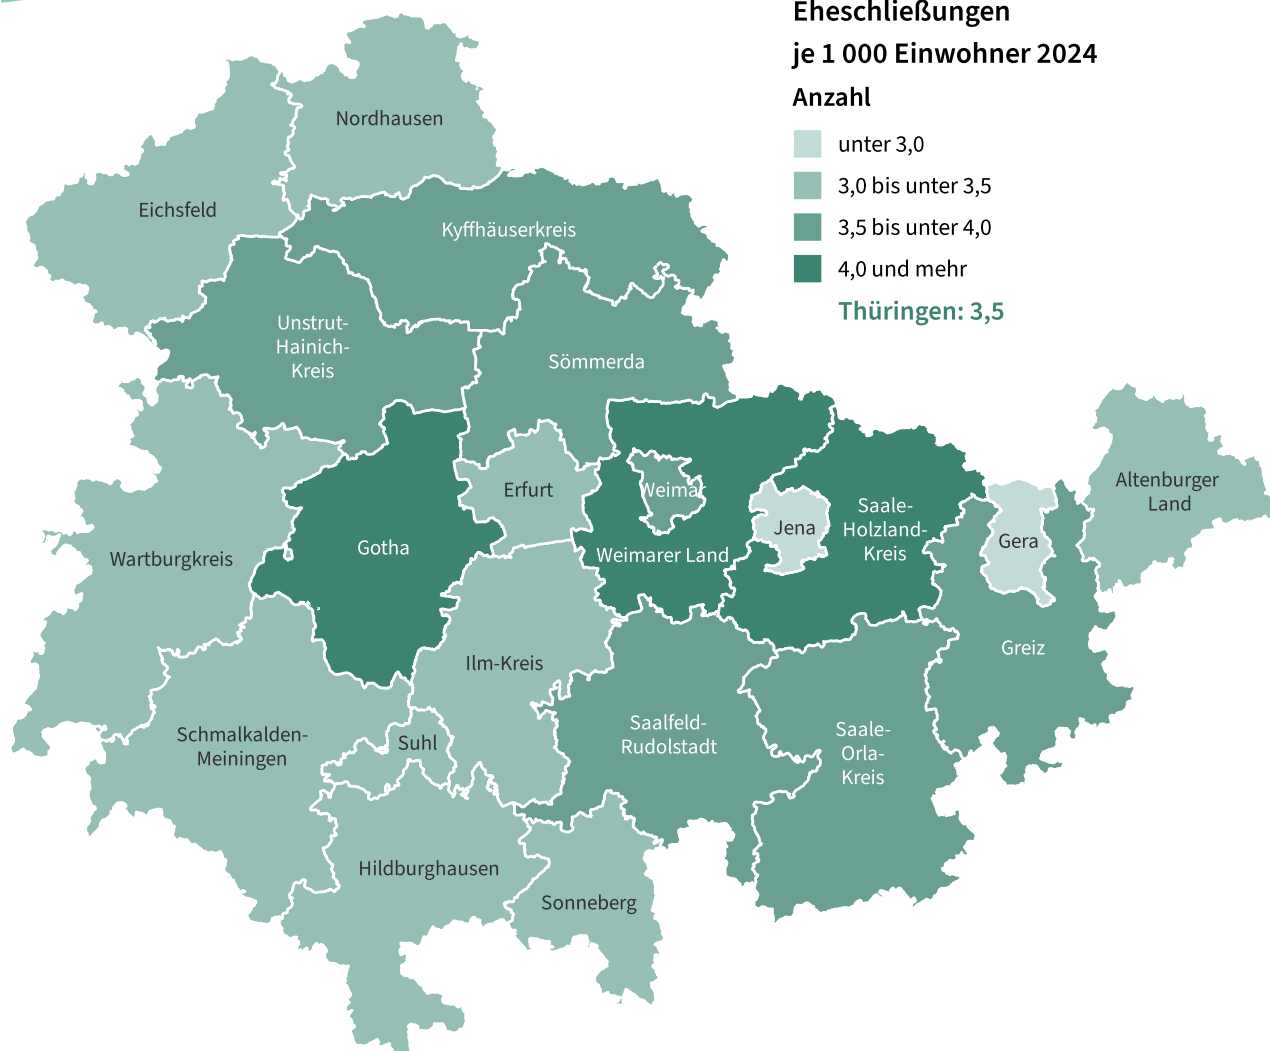 Eheschließungen
je 1 000 Einwohner 2024
Anzahl
unter 3,0
3,0 bis unter 3,5
3,5 bis unter 4,0
4,0 und mehr
Thüringen: 3,5
Nordhausen
Eichsfeld
Kyffhäuserkreis
Unstrut-
Hainich-
Kreis
Sömmerda
Altenburger
Land
Erfurt
Weimar
Saale-
Holzland-
Kreis
Jena
Gera
Gotha
Weimarer Land
Wartburgkreis
Greiz
Ilm-Kreis
Saalfeld-
Rudolstadt
Schmalkalden-
Meiningen
Suhl
Saale-
Orla-
Kreis
Hildburghausen
Sonneberg